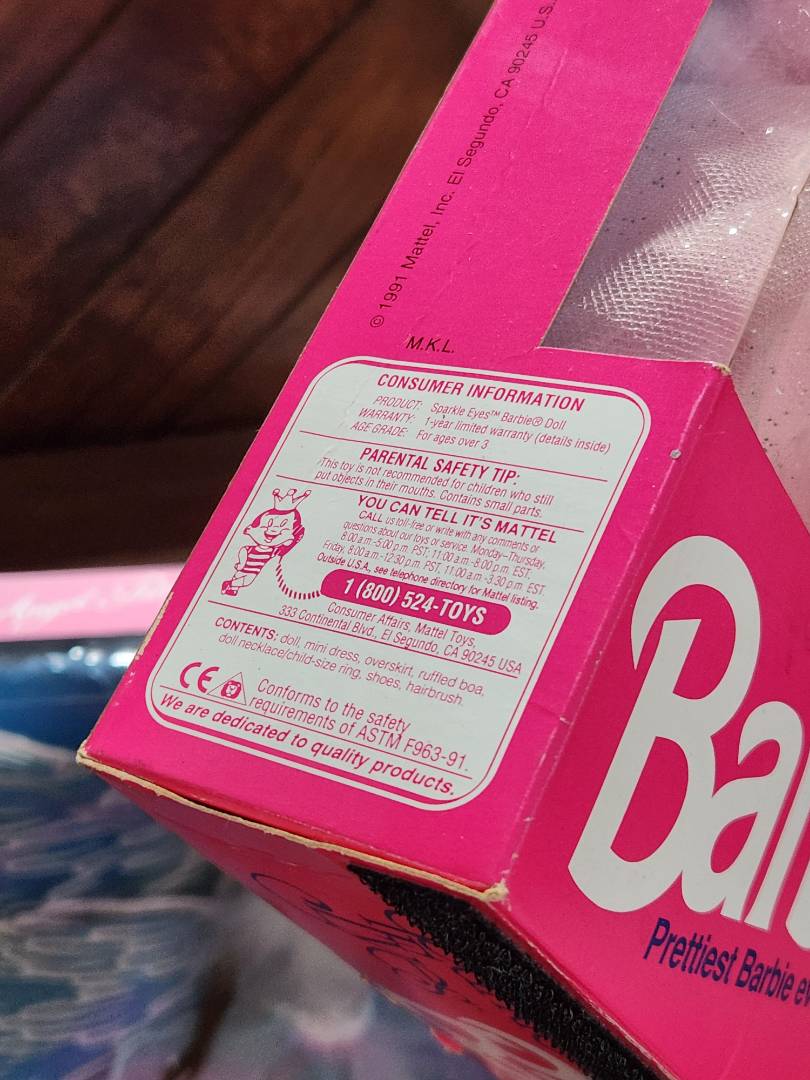 © 1991 Mattel, Inc. El Segundo, CA 90245 U.S.
M.K.L.
CONSUMER INFORMATION
PRODUCT: Sparkle Eyes™ Barbie® Doll
WARRANTY: 1-year limited warranty (details inside)
AGE GRADE: For ages over 3
PARENTAL SAFETY TIP:
This toy is not recommended for children who still
put objects in their mouths. Contains small parts.
YOU CAN TELL IT'S MATTEL
CALL us toll-free or write with any comments or
questions about our toys or service. Monday-Thursday,
8:00 a.m.-5:00 p.m. PST, 11:00 a.m.-8:00 p.m. EST.
Friday, 8:00 a.m.-12:30 p.m. PST, 11:00 a.m.-3:30 p.m. EST.
Outside U.S.A., see telephone directory for Mattel listing.
1 (800) 524-TOYS
Consumer Affairs, Mattel Toys,
333 Continental Blvd., El Segundo, CA 90245 USA
CONTENTS: doll, mini dress, overskirt, ruffled boa,
doll necklace/child-size ring, shoes, hairbrush.
CE
Conforms to the safety
requirements of ASTM F963-91.
We are dedicated to quality products.
Bar
Prettiest Barbie ev